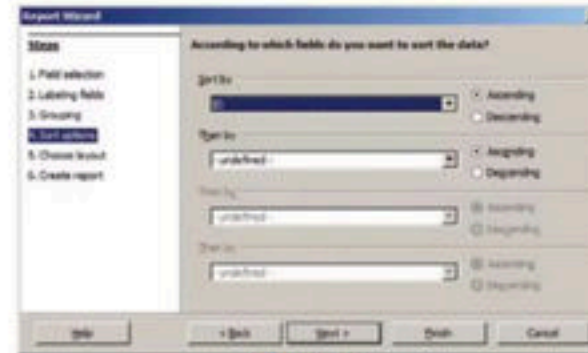 Report Wizard
Steps
1. Field selection
2. Labeling fields
3. Grouping
4. Sort options
5. Choose layout
6. Create report
According to which fields do you want to sort the data?
Sort by
Ascending
Descending
Then by
- undefined -
Ascending
Descending
Then by
- undefined -
Ascending
Descending
Then by
- undefined -
Ascending
Descending
Help
< Back
Next >
Finish
Cancel